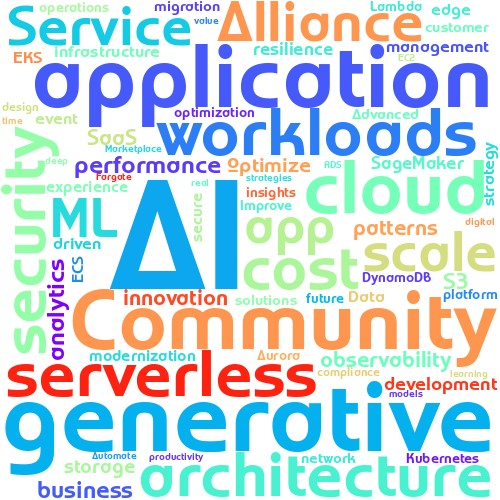 operations
migration
Lambda
edge
Service
value
Alliance
customer
EKS
infrastructure
resilience
EC2
management
application
design
time
event
optimization
Advanced
SaaS
Marketplace
workloads
security
deep
performance
Optimize
RDS
SageMaker
strategy
Fargate
experience
real
strategies
insights
cloud
ML
AI
secure
Improve
app
patterns
digital
driven
cost
scale
analytics
ECS
DynamoDB
S3
platform
innovation
solutions
future
Data
Community
modernization
Aurora
observability
serverless
compliance
learning
development
models
generative
Automate
productivity
network
Kubernetes
storage
architecture
business